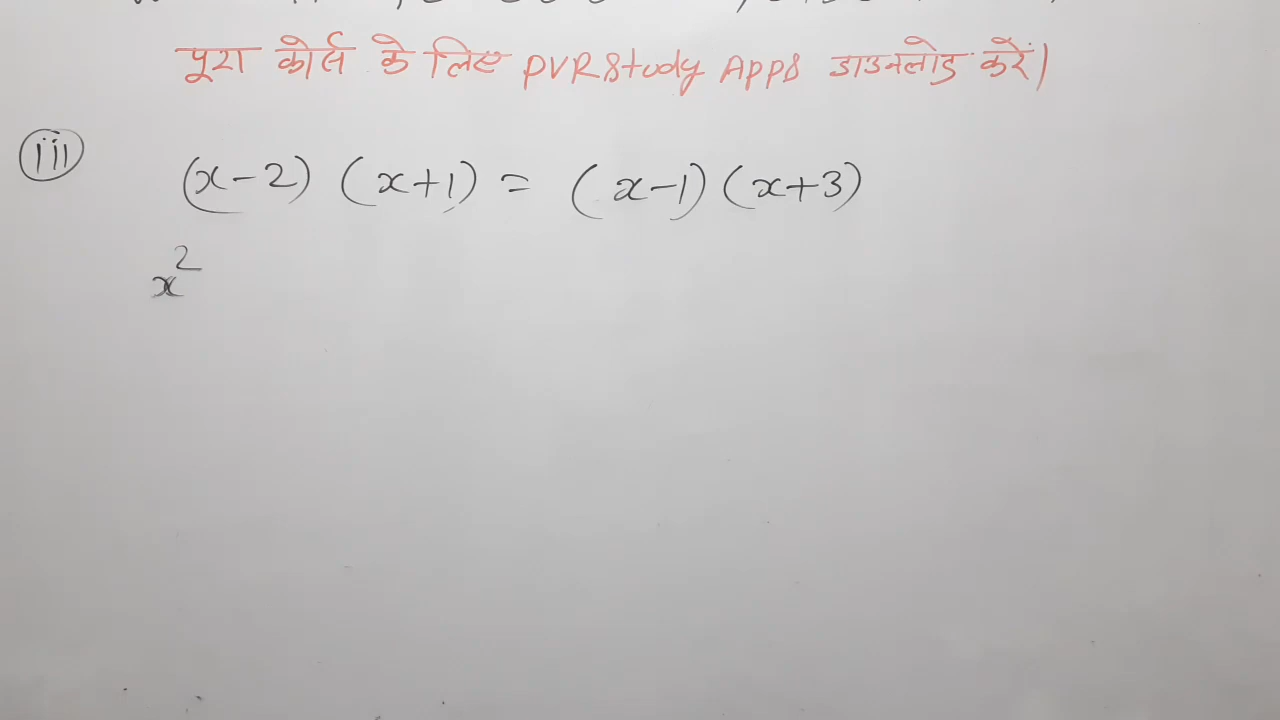 पूरा कोर्स के लिए PVRStudy Apps डाउनलोड करें।
(iii) (x-2) (x+1) = (x-1) (x+3)
x²